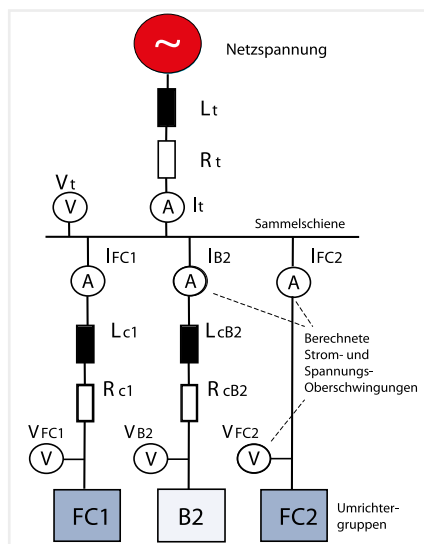 ~
Netzspannung
Lt
Rt
Vt
V
A
It
Sammelschiene
IFC1
IB2
IFC2
A
A
A
Lc1
LcB2
Berechnete
Strom- und
Spannungs-
Oberschwingungen
Rc1
RcB2
VFC1
VB2
VFC2
V
V
V
FC1
B2
FC2
Umrichter-
gruppen